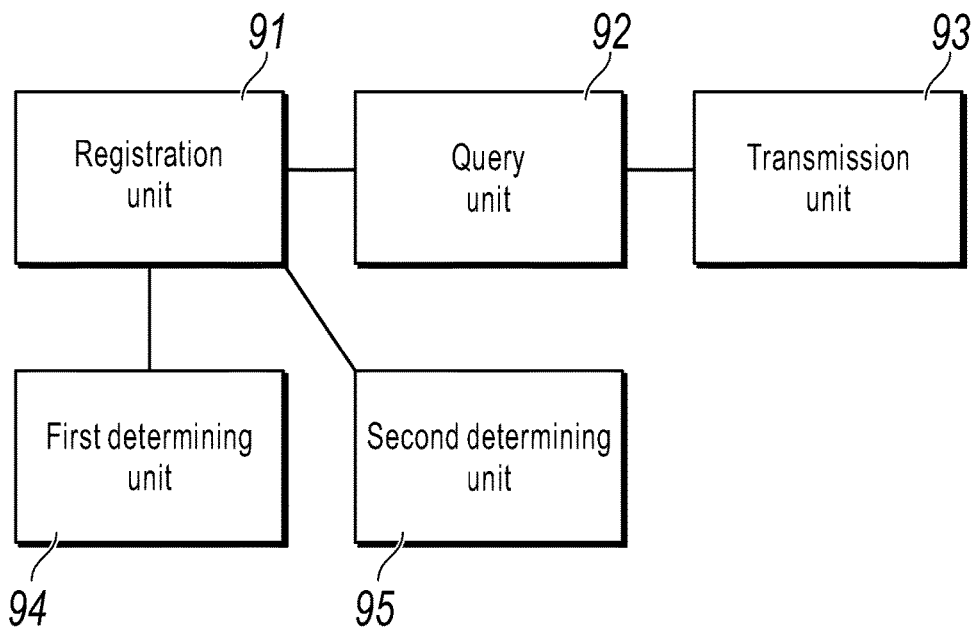 91
92
93
Registration
unit
Query
unit
Transmission
unit
First determining
unit
Second determining
unit
94
95